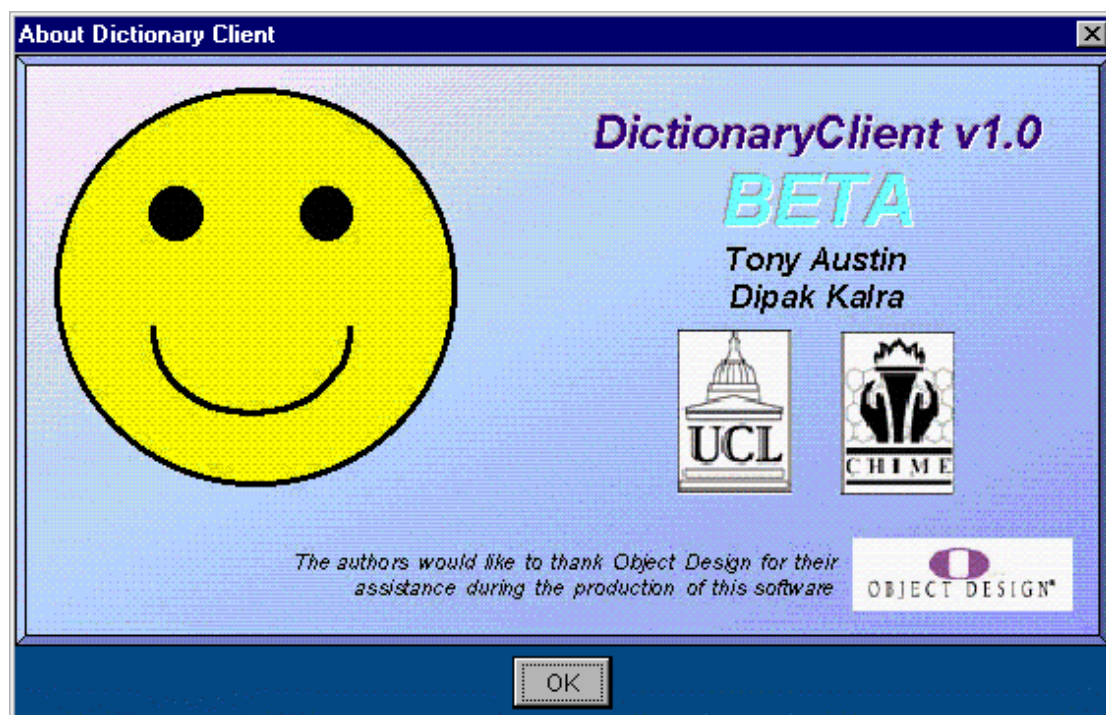 About Dictionary Client
DictionaryClient v1.0
BETA
Tony Austin
Dipak Kalra
UCL
CHIME
The authors would like to thank Object Design for their
assistance during the production of this software
OBJECT DESIGN®
OK